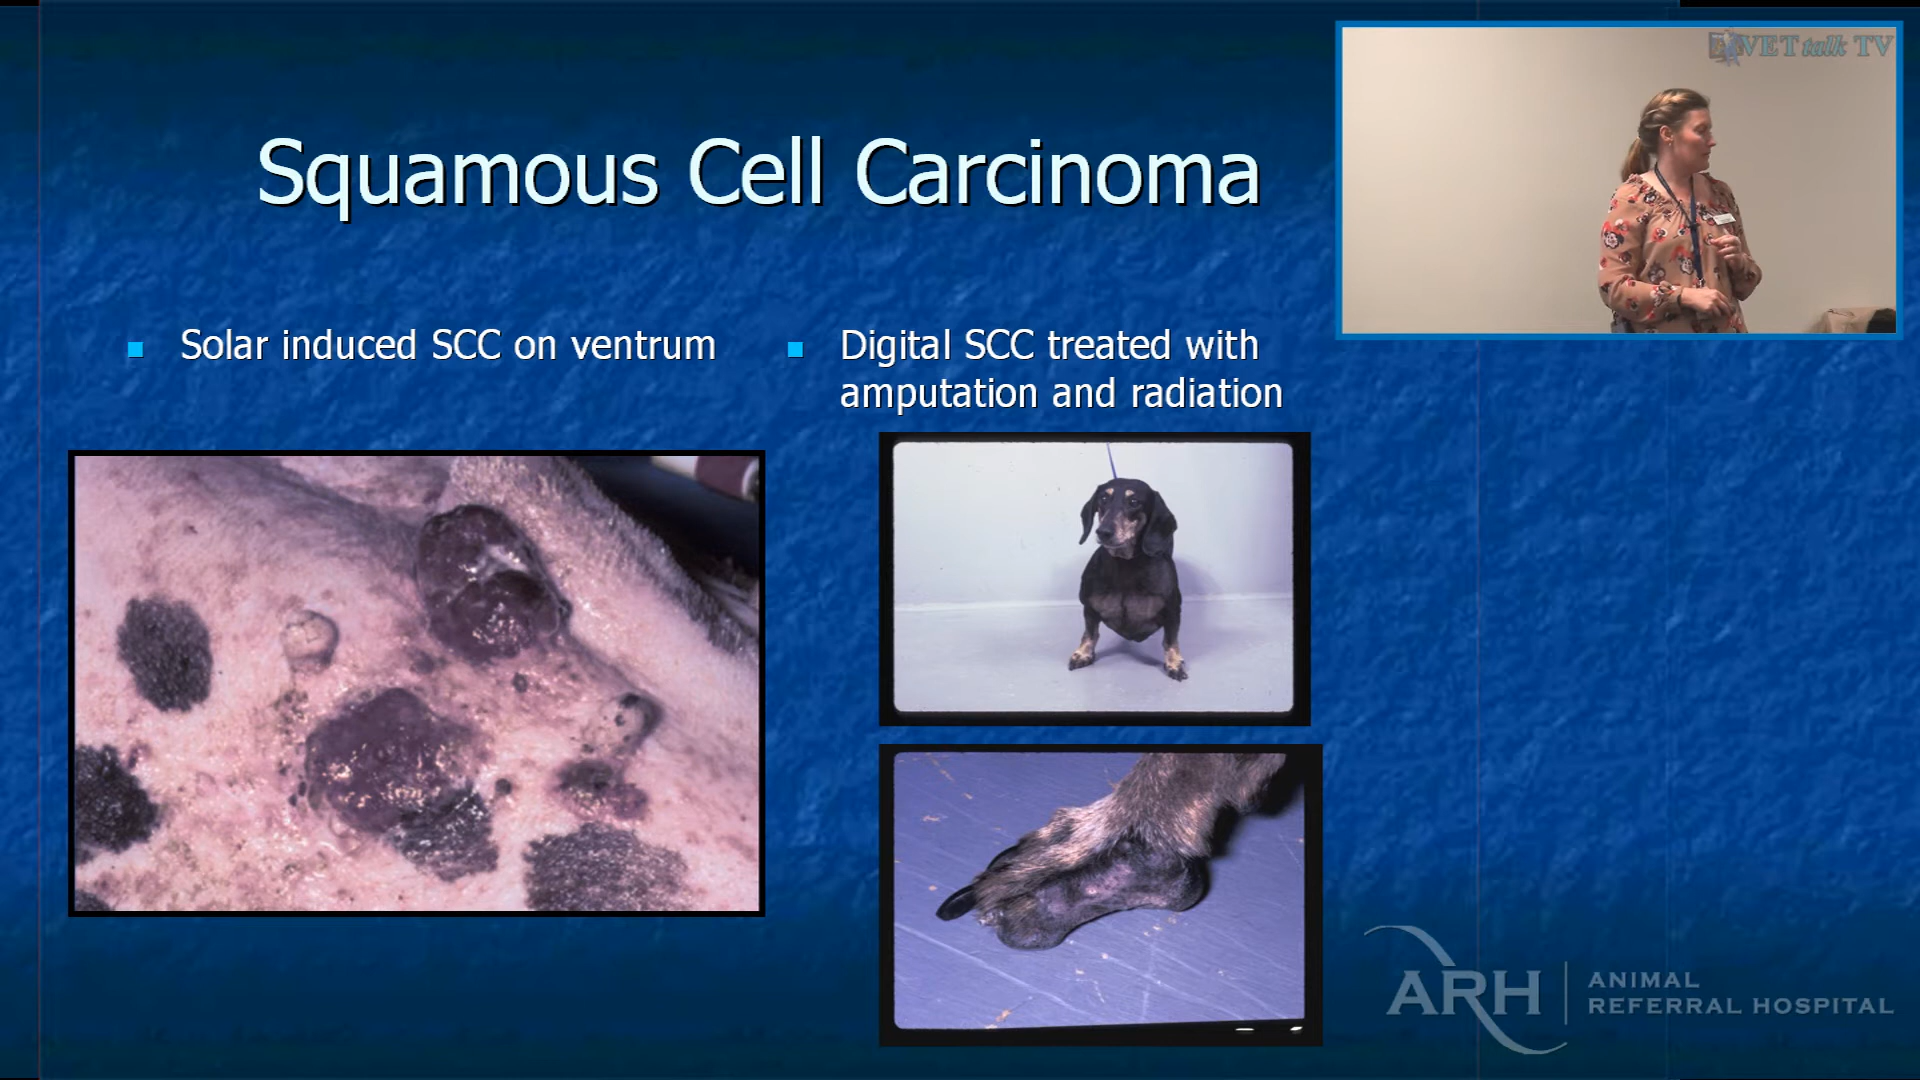 VET talk TV
Squamous Cell Carcinoma
Solar induced SCC on ventrum
Digital SCC treated with
amputation and radiation
ARH
ANIMAL
REFERRAL HOSPITAL